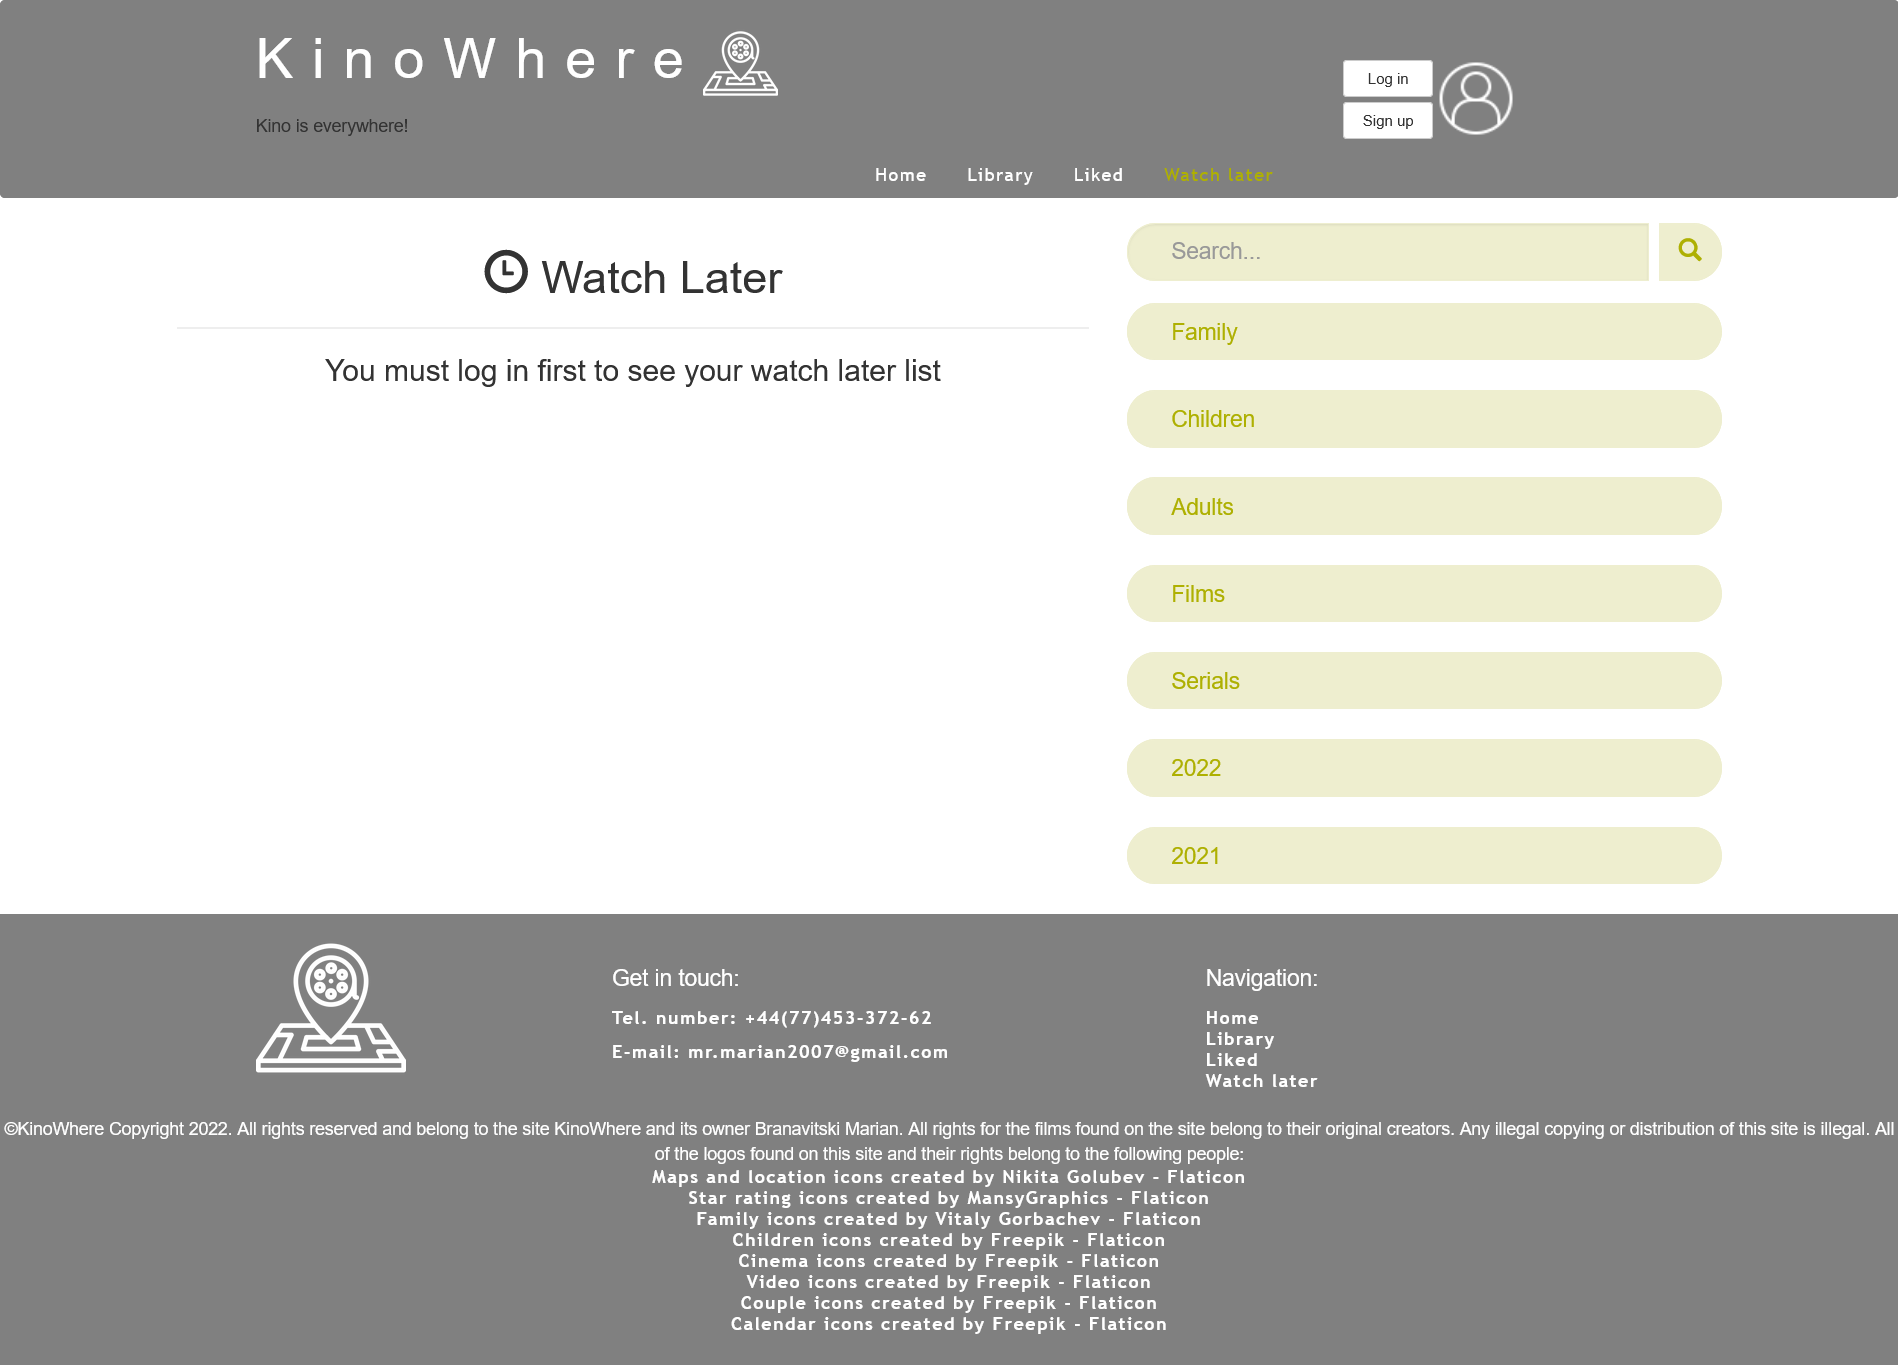 KinoWhere
Kino is everywhere!
Log in
Sign up
Home Library Liked Watch later
Watch Later
You must log in first to see your watch later list
Search...
Family
Children
Adults
Films
Serials
2022
2021
Get in touch:
Tel. number: +44(77)453-372-62
E-mail: mr.marian2007@gmail.com
Navigation:
Home
Library
Liked
Watch later
©KinoWhere Copyright 2022. All rights reserved and belong to the site KinoWhere and its owner Branavitski Marian. All rights for the films found on the site belong to their original creators. Any illegal copying or distribution of this site is illegal. All
of the logos found on this site and their rights belong to the following people:
Maps and location icons created by Nikita Golubev - Flaticon
Star rating icons created by MansyGraphics - Flaticon
Family icons created by Vitaly Gorbachev - Flaticon
Children icons created by Freepik - Flaticon
Cinema icons created by Freepik - Flaticon
Video icons created by Freepik - Flaticon
Couple icons created by Freepik - Flaticon
Calendar icons created by Freepik - Flaticon